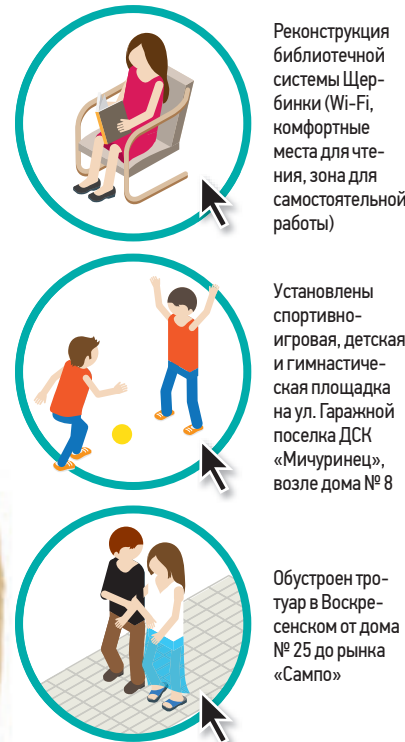 Реконструкция
библиотечной
системы Щер-
бинки (Wi-Fi,
комфортные
места для чте-
ния, зона для
самостоятельной
работы)
Установлены
спортивно-
игровая, детская
и гимнастиче-
ская площадка
на ул. Гаражной
поселка ДСК
«Мичуринец»,
возле дома № 8
Обустроен тро-
туар в Воскре-
сенском от дома
№ 25 до рынка
«Сампо»